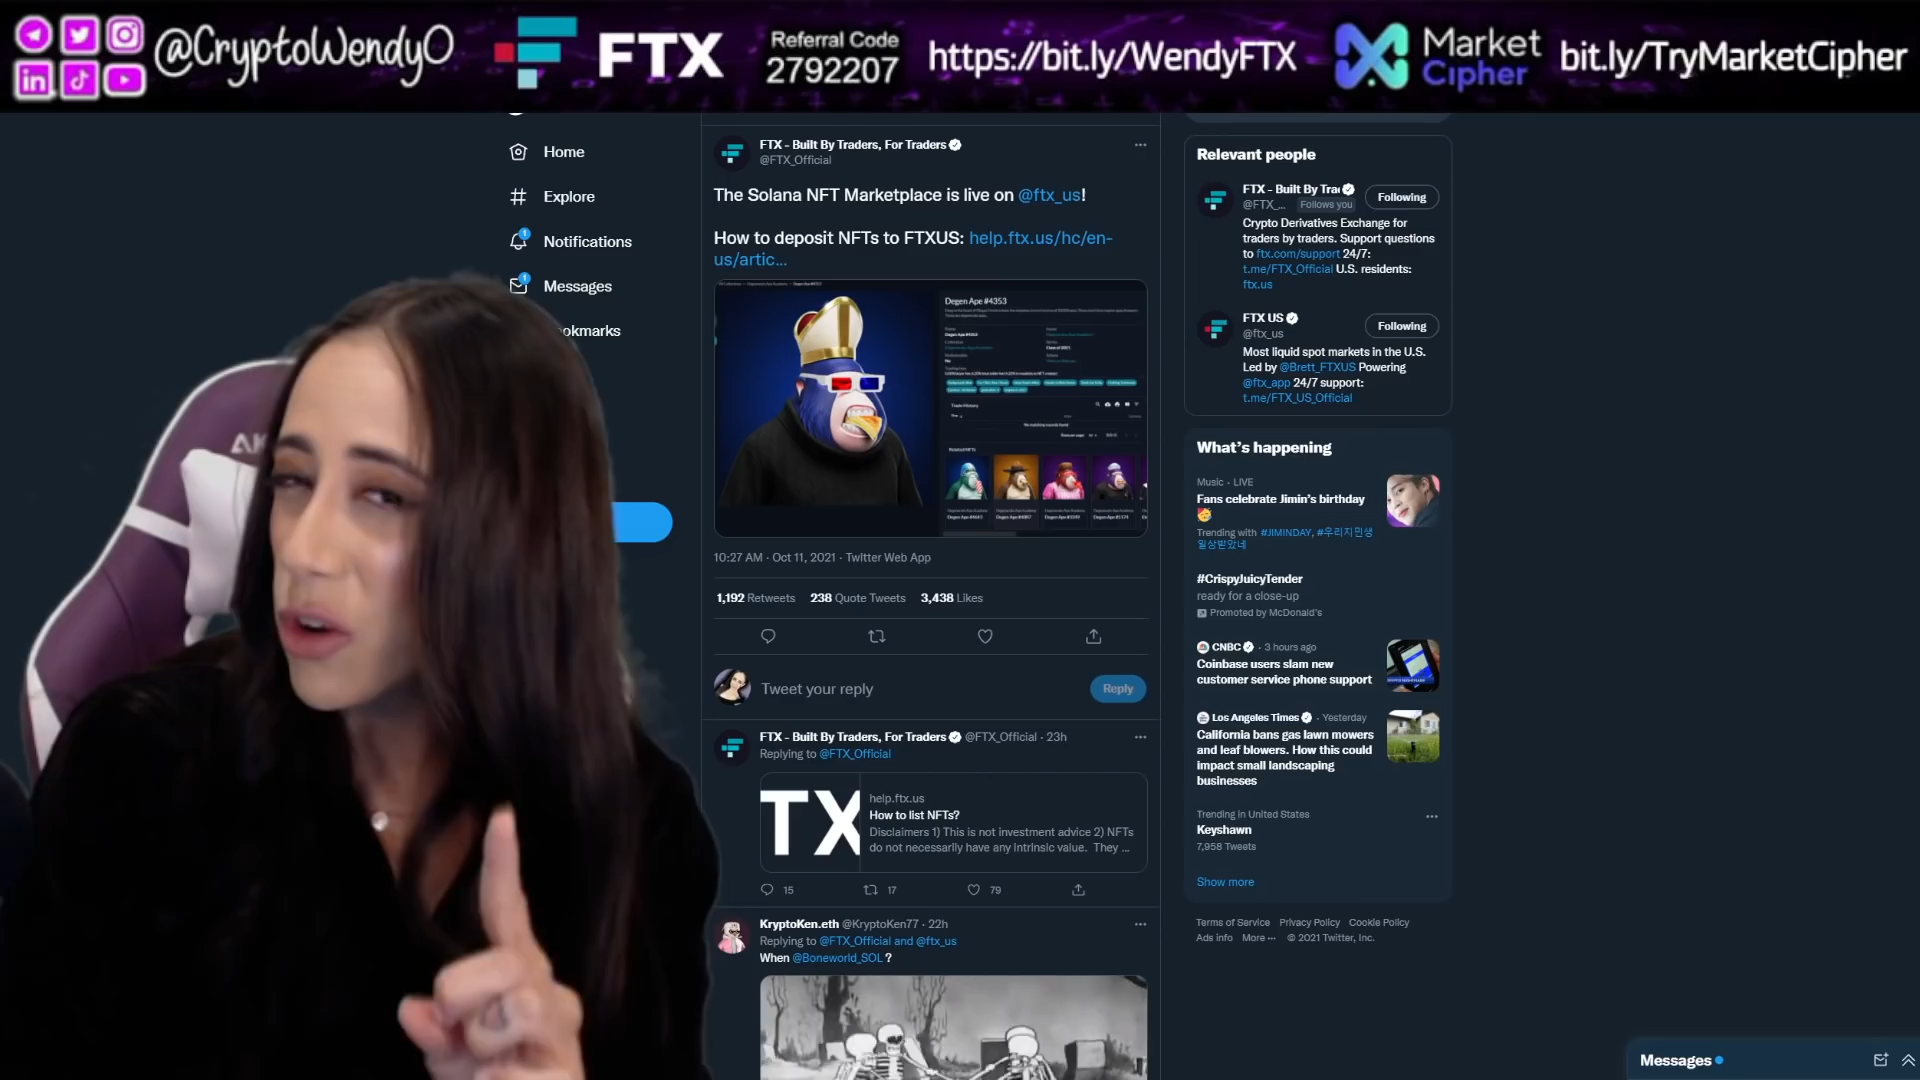 @CryptoWendyO
FTX
Referral Code
2792207
https://bit.ly/WendyFTX
Market
Cipher
bit.ly/TryMarketCipher
Home
Explore
Notifications
Messages
okmarks
AK
FTX - Built By Traders, For Traders
@FTX_Official
The Solana NFT Marketplace is live on @ftx_us!
How to deposit NFTs to FTXUS: help.ftx.us/hc/en-
us/artic...
Degen Ape #4353
Trade History
10:27 AM · Oct 11, 2021 · Twitter Web App
1,192 Retweets 238 Quote Tweets 3,438 Likes
Tweet your reply
Reply
FTX - Built By Traders, For Traders @FTX_Official · 23h
Replying to @FTX_Official
TX
help.ftx.us
How to list NFTs?
Disclaimers 1) This is not investment advice 2) NFTs
do not necessarily have any intrinsic value. They ...
15 17 79
KryptoKen.eth @KryptoKen77 · 22h
Replying to @FTX_Official and @ftx_us
When @Boneworld_SOL ?
Relevant people
FTX - Built By Tra
@FTX_... Follows you
Following
Crypto Derivatives Exchange for
traders by traders. Support questions
to ftx.com/support 24/7:
t.me/FTX_Official U.S. residents:
ftx.us
FTX US
@ftx_us
Following
Most liquid spot markets in the U.S.
Led by @Brett_FTXUS Powering
@ftx_app 24/7 support:
t.me/FTX_US_Official
What's happening
Music · LIVE
Fans celebrate Jimin's birthday
🥳
Trending with #JIMINDAY, #우리지민생
일상받았네
#CrispyJuicyTender
ready for a close-up
Promoted by McDonald's
CNBC · 3 hours ago
Coinbase users slam new
customer service phone support
Los Angeles Times · Yesterday
California bans gas lawn mowers
and leaf blowers. How this could
impact small landscaping
businesses
Trending in United States
Keyshawn
7,958 Tweets
Show more
Terms of Service Privacy Policy Cookie Policy
Ads info More ··· © 2021 Twitter, Inc.
Messages